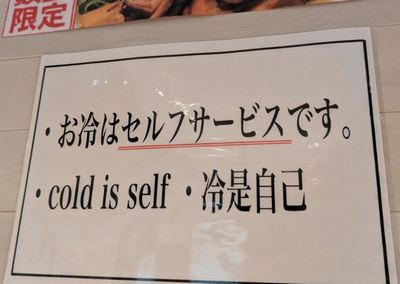 限定
・お冷はセルフサービスです。
・cold is self ・冷是自己